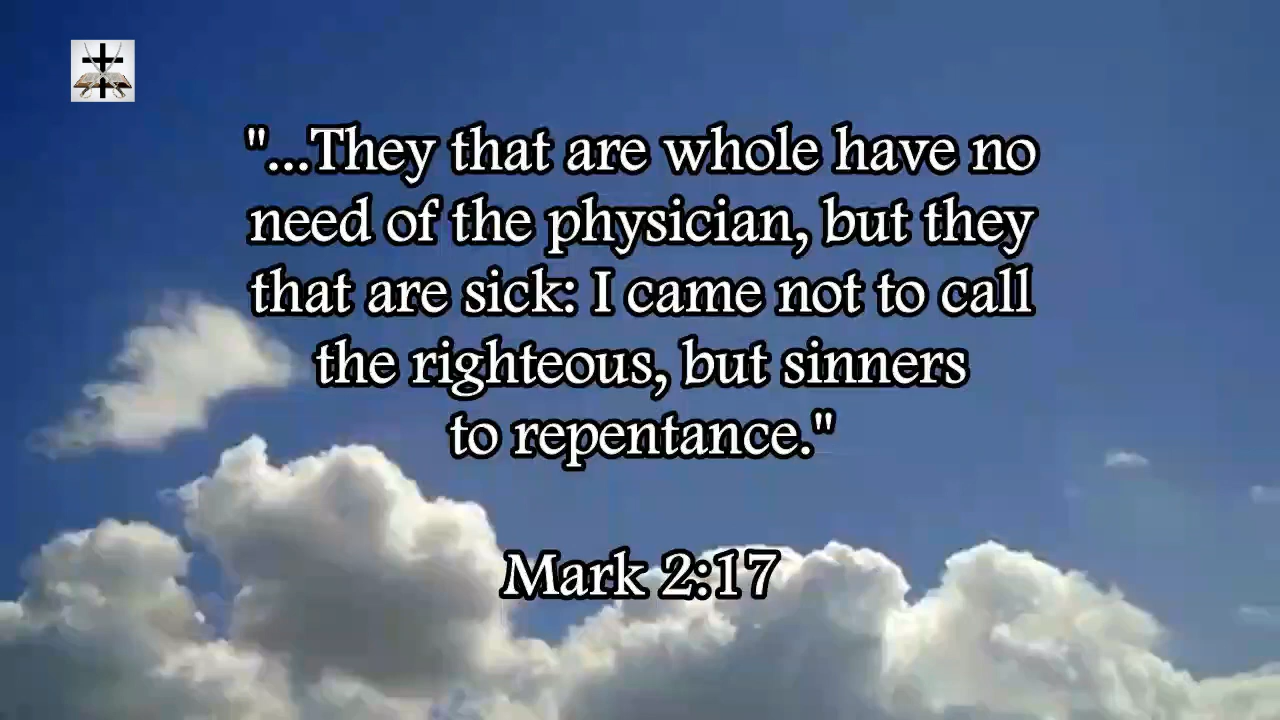 "...They that are whole have no
need of the physician, but they
that are sick: I came not to call
the righteous, but sinners
to repentance."
Mark 2:17